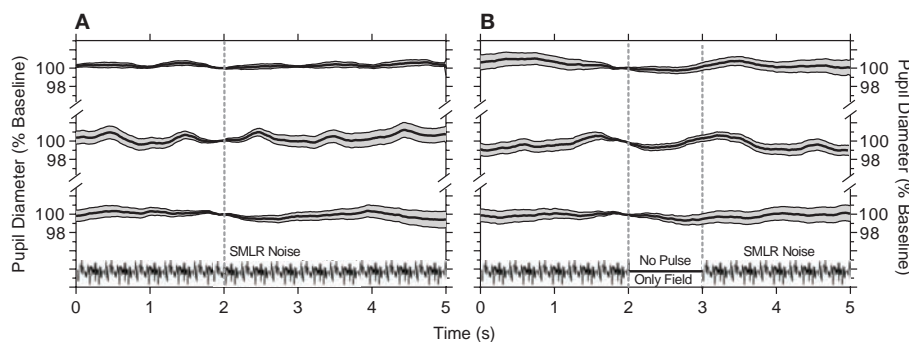 A
B
Pupil Diameter (% Baseline)
100
98
100
98
100
98
SMLR Noise
0 1 2 3 4 5
100
98
100
98
100
98
Pupil Diameter (% Baseline)
No Pulse
Only Field
SMLR Noise
0 1 2 3 4 5
Time (s)